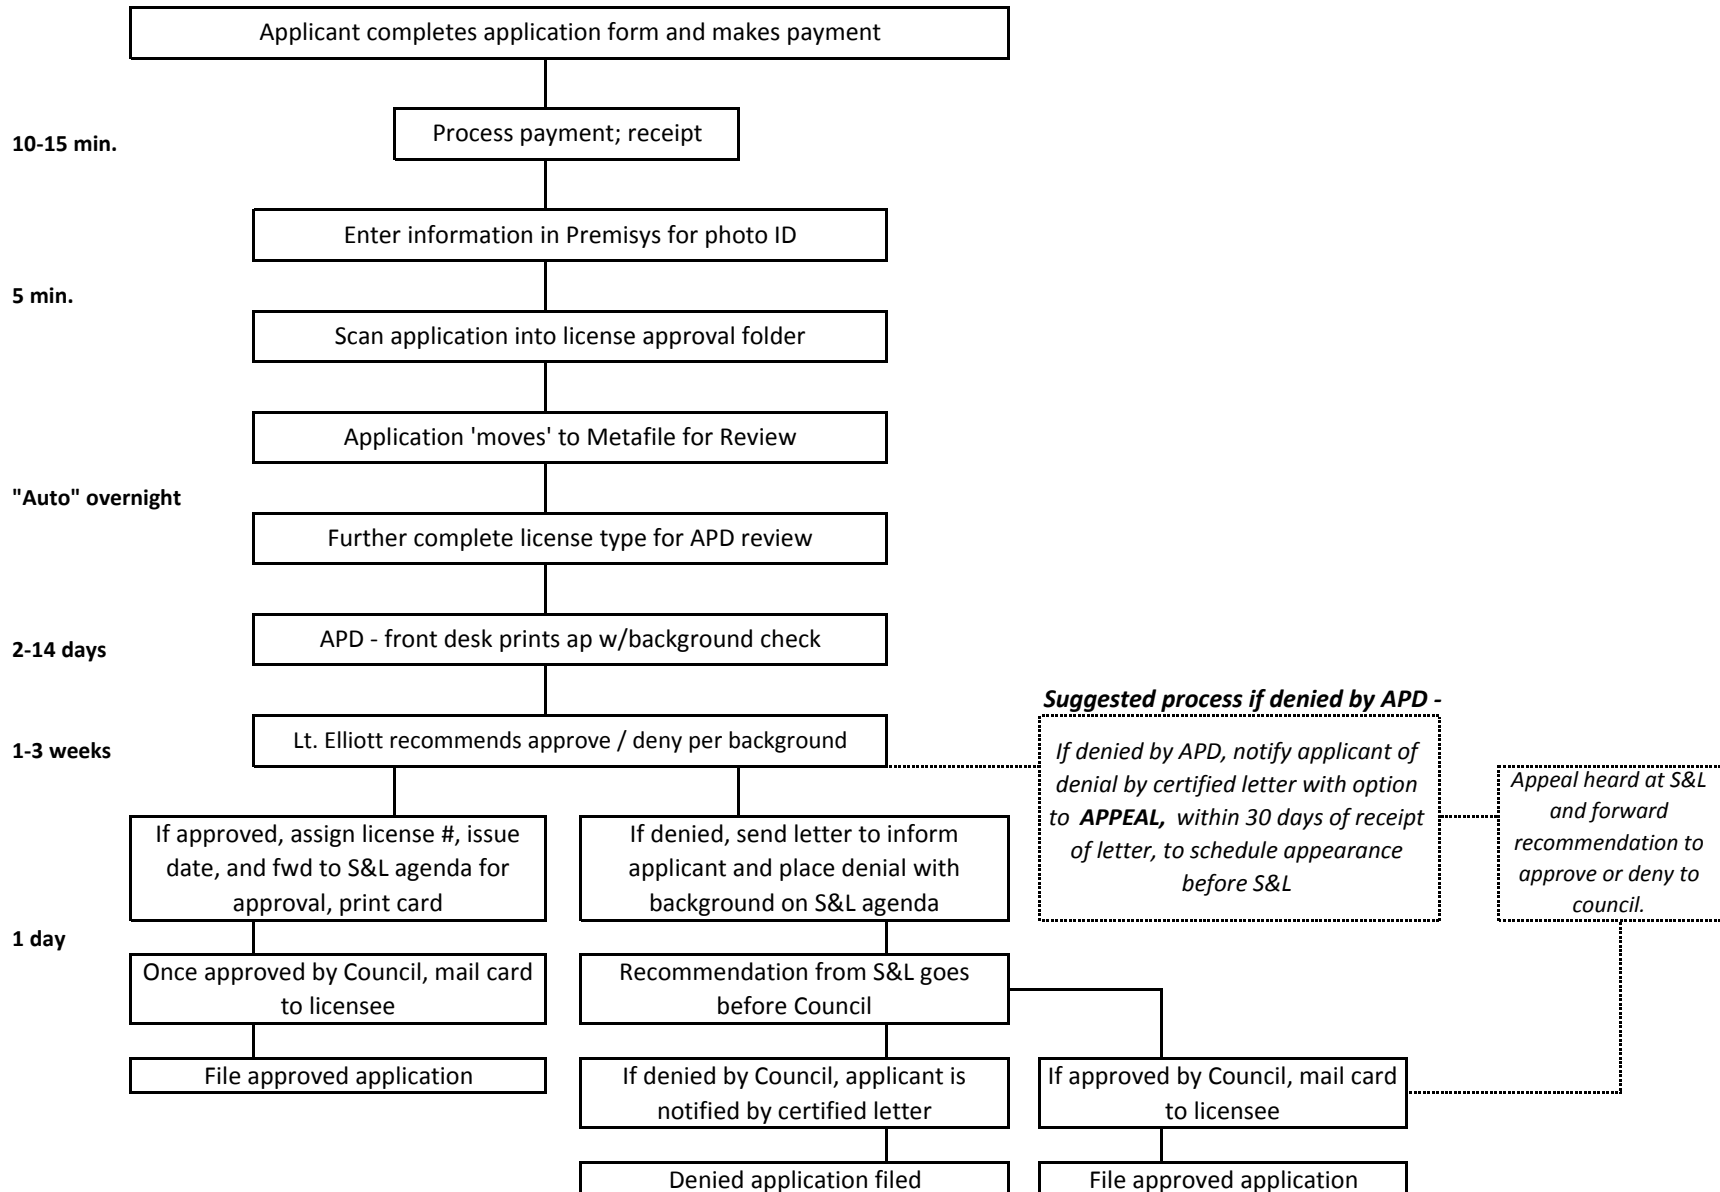 Applicant completes application form and makes payment
10-15 min.
Process payment; receipt
Enter information in Premisys for photo ID
5 min.
Scan application into license approval folder
Application 'moves' to Metafile for Review
"Auto" overnight
Further complete license type for APD review
2-14 days
APD - front desk prints ap w/background check
1-3 weeks
Lt. Elliott recommends approve / deny per background
Suggested process if denied by APD -
If denied by APD, notify applicant of
denial by certified letter with option
to APPEAL, within 30 days of receipt
of letter, to schedule appearance
before S&L
Appeal heard at S&L
and forward
recommendation to
approve or deny to
council.
If approved, assign license #, issue
date, and fwd to S&L agenda for
approval, print card
If denied, send letter to inform
applicant and place denial with
background on S&L agenda
1 day
Once approved by Council, mail card
to licensee
Recommendation from S&L goes
before Council
File approved application
If denied by Council, applicant is
notified by certified letter
If approved by Council, mail card
to licensee
Denied application filed
File approved application